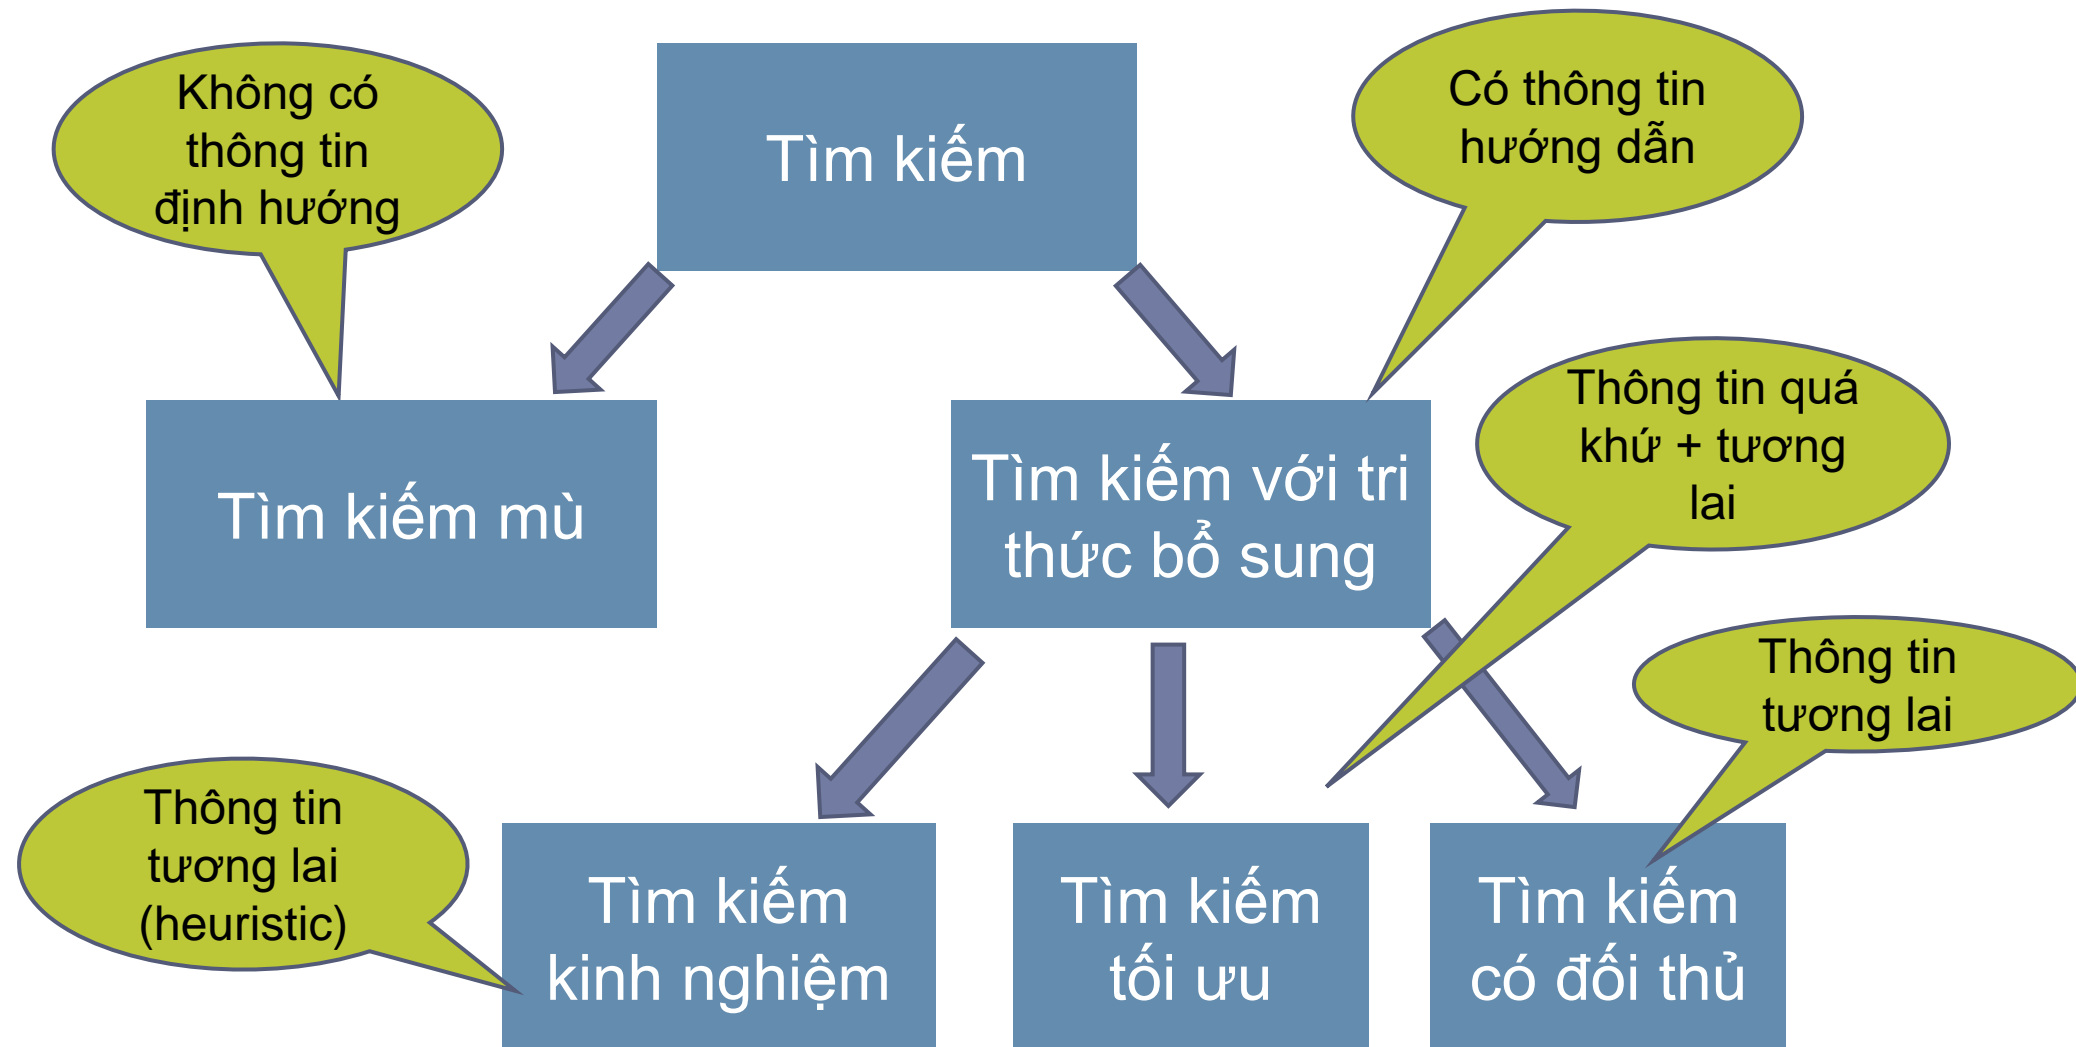 Không có
thông tin
định hướng
Tìm kiếm
Có thông tin
hướng dẫn
Tìm kiếm mù
Tìm kiếm với tri
thức bổ sung
Thông tin quá
khứ + tương
lai
Thông tin
tương lai
Thông tin
tương lai
(heuristic)
Tìm kiếm
kinh nghiệm
Tìm kiếm
tối ưu
Tìm kiếm
có đối thủ